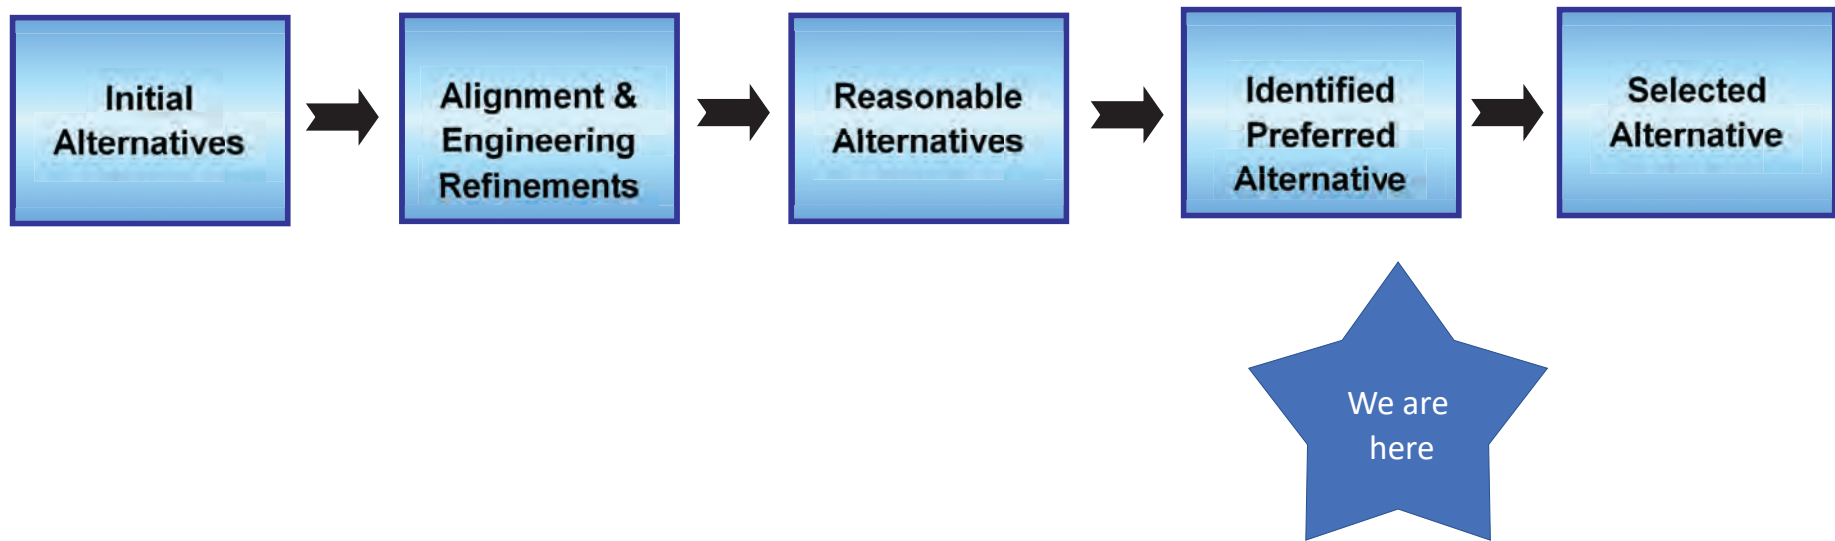 Initial
Alternatives
Alignment &
Engineering
Refinements
Reasonable
Alternatives
Identified
Preferred
Alternative
Selected
Alternative
We are
here